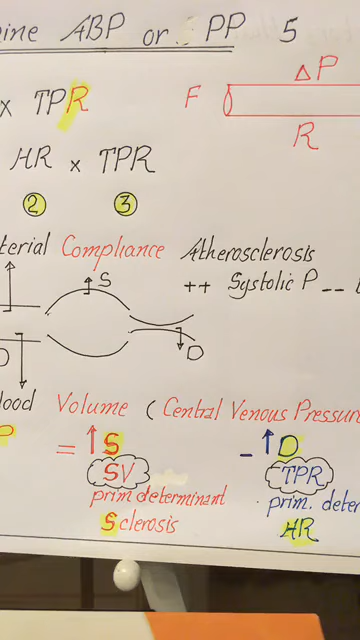 ine ABP or PP 5
ΔP
x TPR
F
R
HR x TPR
② ③
terial Compliance Atherosclerosis
S
++ Systolic P --
D
D
lood Volume ( Central Venous Pressure
P = ↑ S - ↑ D
SV TPR
prim determinant prim. deter
Sclerosis HR